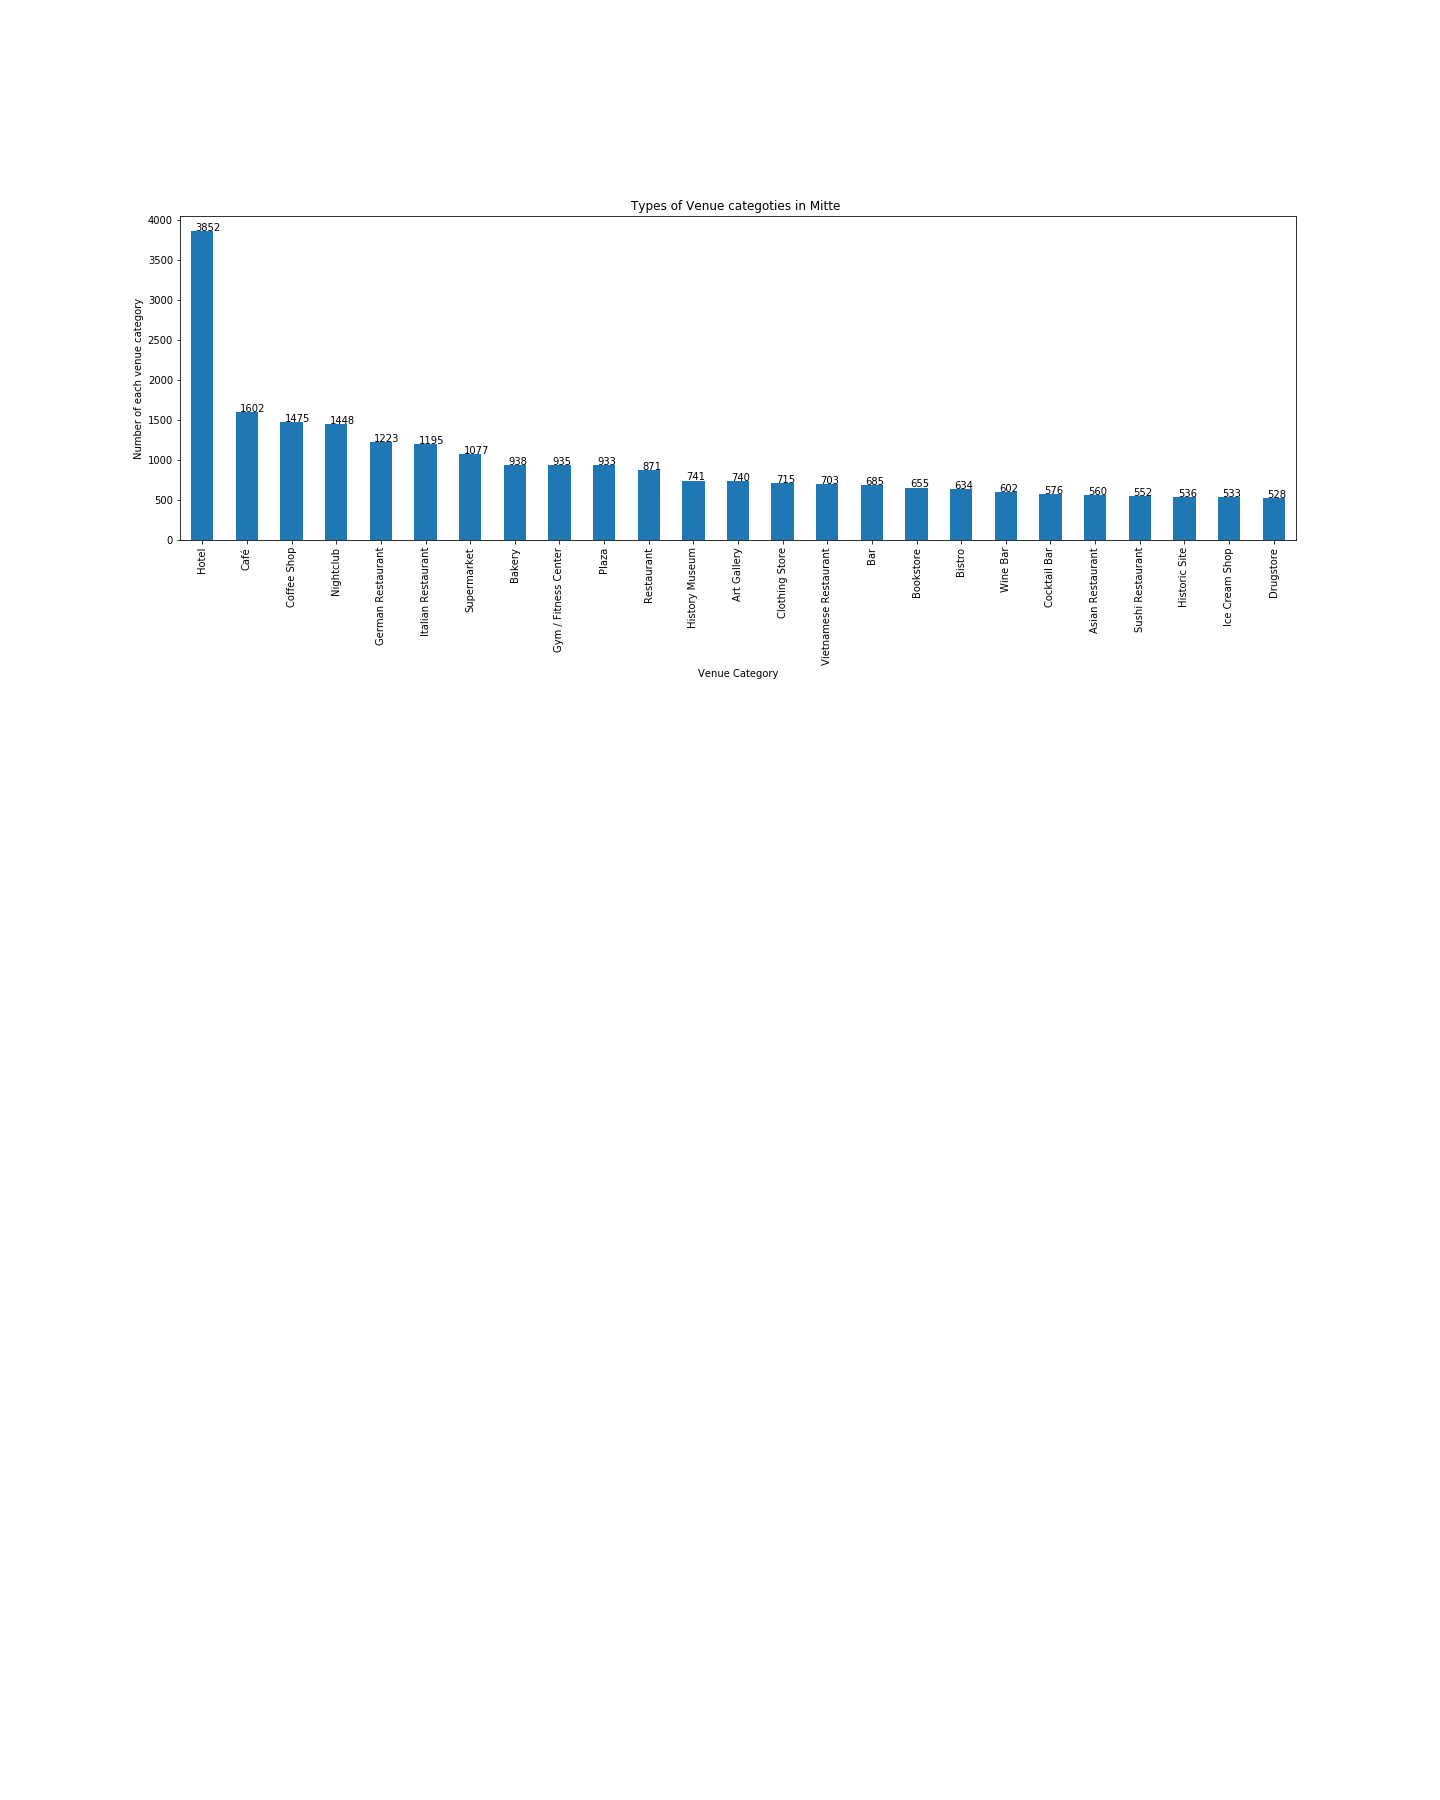 Types of Venue categoties in Mitte
Number of each venue category
4000
3500
3000
2500
2000
1500
1000
500
0
3852
1602
1475
1448
1223
1195
1077
938
935
933
871
741
740
715
703
685
655
634
602
576
560
552
536
533
528
Hotel
Café
Coffee Shop
Nightclub
German Restaurant
Italian Restaurant
Supermarket
Bakery
Gym / Fitness Center
Plaza
Restaurant
History Museum
Art Gallery
Clothing Store
Vietnamese Restaurant
Bar
Bookstore
Bistro
Wine Bar
Cocktail Bar
Asian Restaurant
Sushi Restaurant
Historic Site
Ice Cream Shop
Drugstore
Venue Category